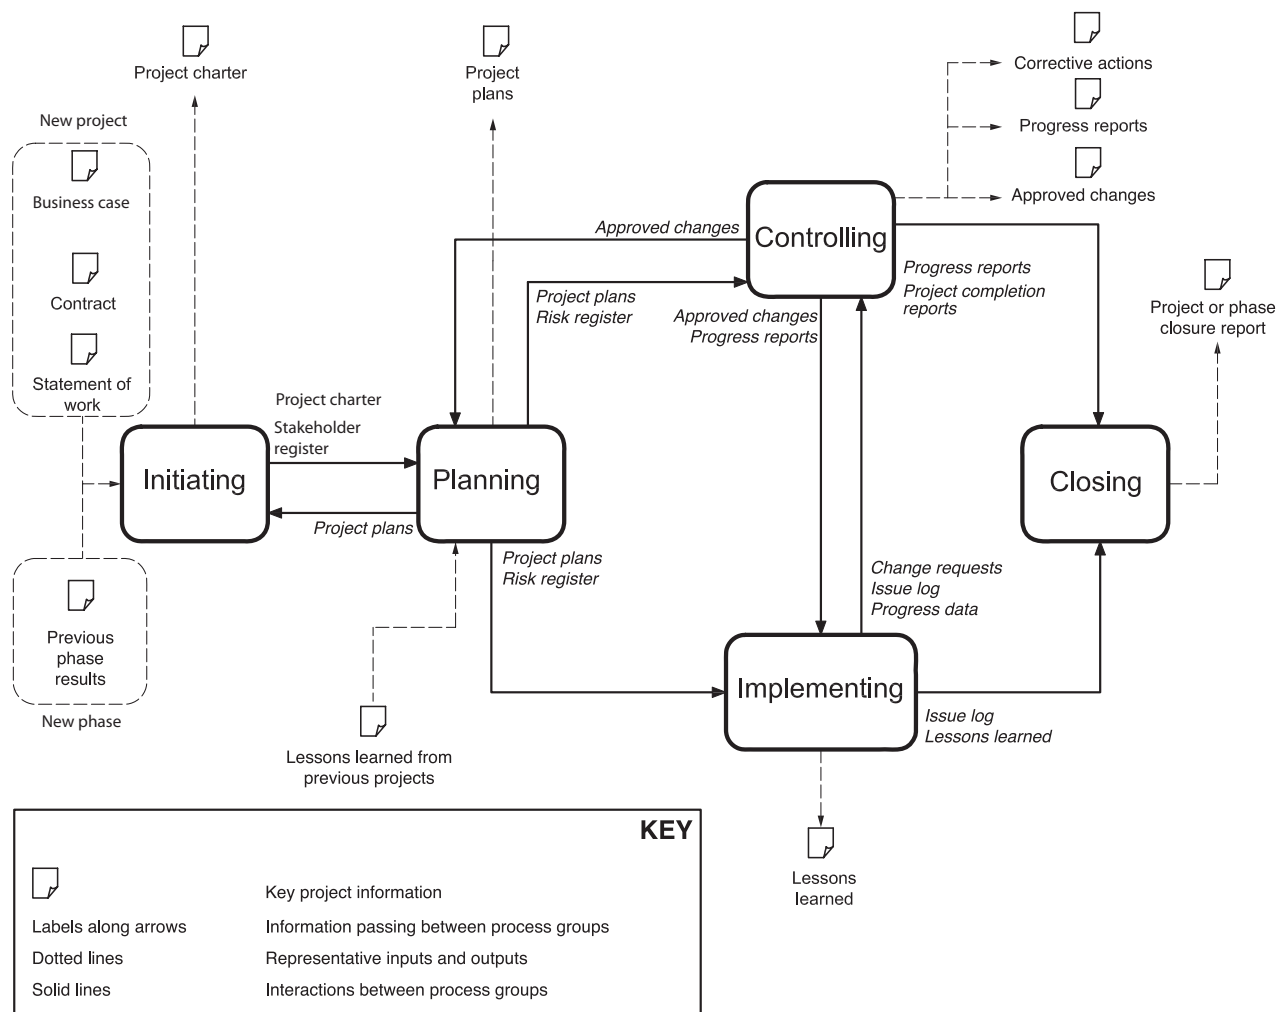 Project charter
Project
plans
Corrective actions
Progress reports
Approved changes
New project
Business case
Contract
Statement of
work
Approved changes
Controlling
Project plans
Risk register
Approved changes
Progress reports
Progress reports
Project completion
reports
Project or phase
closure report
Project charter
Stakeholder
register
Initiating
Planning
Closing
Project plans
Project plans
Risk register
Change requests
Issue log
Progress data
Previous
phase
results
New phase
Implementing
Issue log
Lessons learned
Lessons learned from
previous projects
Lessons
learned
KEY
Key project information
Labels along arrows Information passing between process groups
Dotted lines Representative inputs and outputs
Solid lines Interactions between process groups